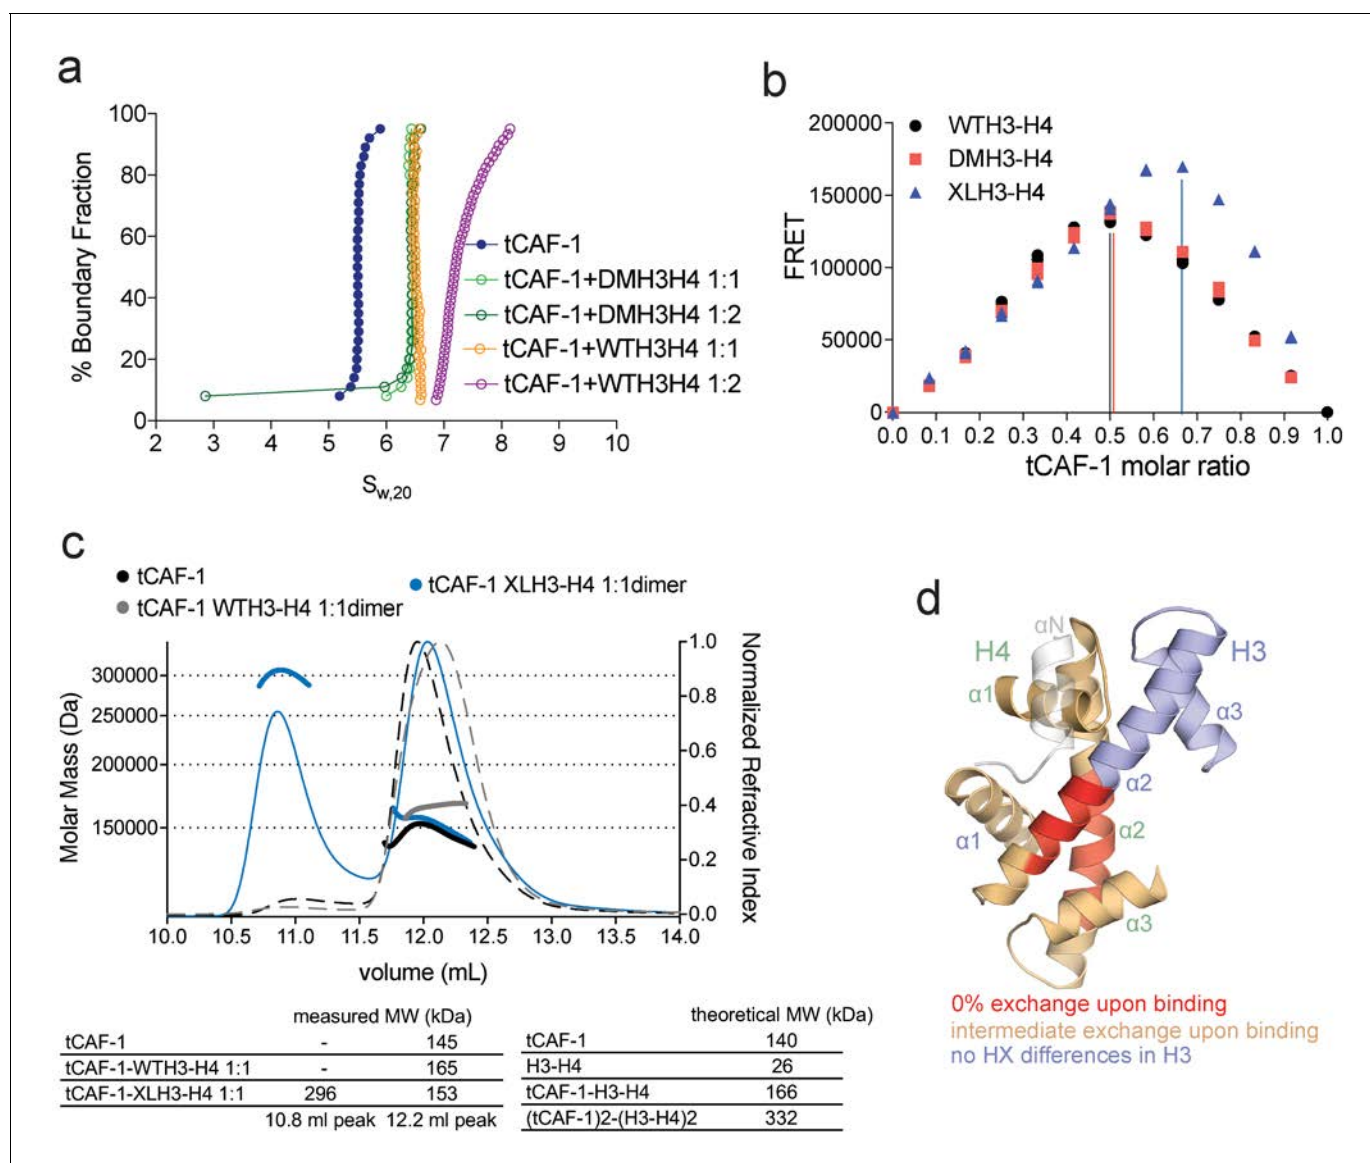 a
% Boundary Fraction
100
80
60
40
20
0
2 3 4 5 6 7 8 9 10
Sw,20
tCAF-1
tCAF-1+DMH3H4 1:1
tCAF-1+DMH3H4 1:2
tCAF-1+WTH3H4 1:1
tCAF-1+WTH3H4 1:2
b
FRET
200000
150000
100000
50000
0
0.0 0.1 0.2 0.3 0.4 0.5 0.6 0.7 0.8 0.9 1.0
tCAF-1 molar ratio
WTH3-H4
DMH3-H4
XLH3-H4
c
tCAF-1
tCAF-1 WTH3-H4 1:1dimer
tCAF-1 XLH3-H4 1:1dimer
Molar Mass (Da)
300000
250000
200000
150000
Normalized Refractive Index
1.0
0.8
0.6
0.4
0.2
0.0
10.0 10.5 11.0 11.5 12.0 12.5 13.0 13.5 14.0
volume (mL)
measured MW (kDa)
tCAF-1 - 145
tCAF-1-WTH3-H4 1:1 - 165
tCAF-1-XLH3-H4 1:1 296 153
10.8 ml peak 12.2 ml peak
theoretical MW (kDa)
tCAF-1 140
H3-H4 26
tCAF-1-H3-H4 166
(tCAF-1)2-(H3-H4)2 332
d
αN
H4
H3
α1
α3
α2
α1
α2
α3
0% exchange upon binding
intermediate exchange upon binding
no HX differences in H3